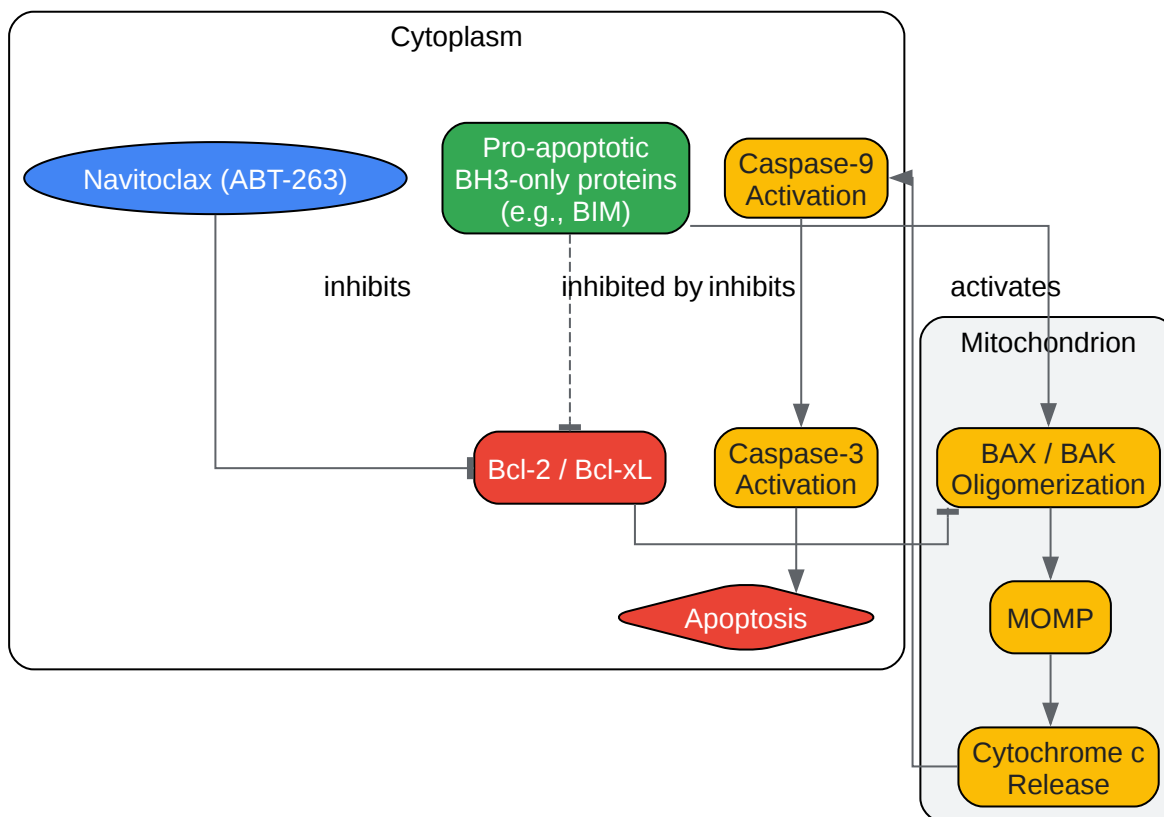 Cytoplasm
Navitoclax (ABT-263)
Pro-apoptotic
BH3-only proteins
(e.g., BIM)
Caspase-9
Activation
inhibits
inhibited by
inhibits
activates
Mitochondrion
Bcl-2 / Bcl-xL
Caspase-3
Activation
BAX / BAK
Oligomerization
Apoptosis
MOMP
Cytochrome c
Release